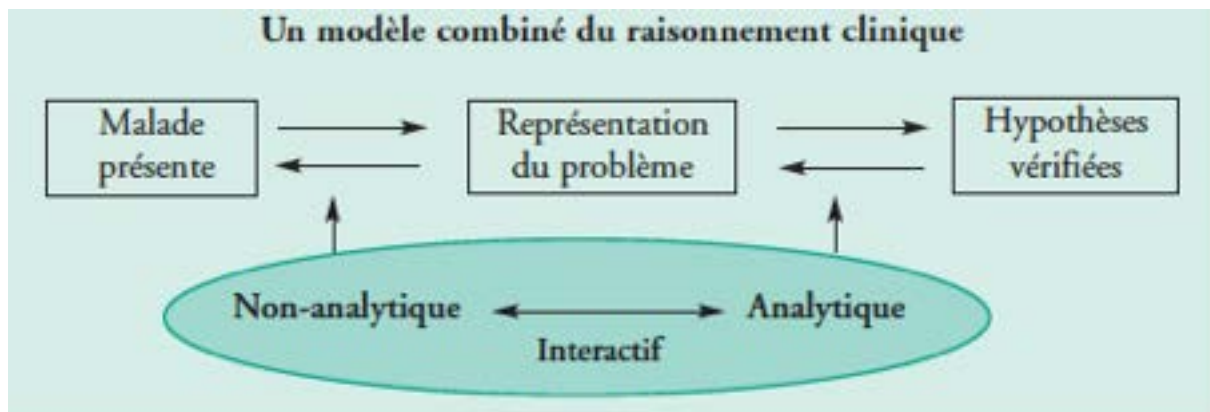 Un modèle combiné du raisonnement clinique
Malade
présente
Représentation
du problème
Hypothèses
vérifiées
Non-analytique
Analytique
Interactif